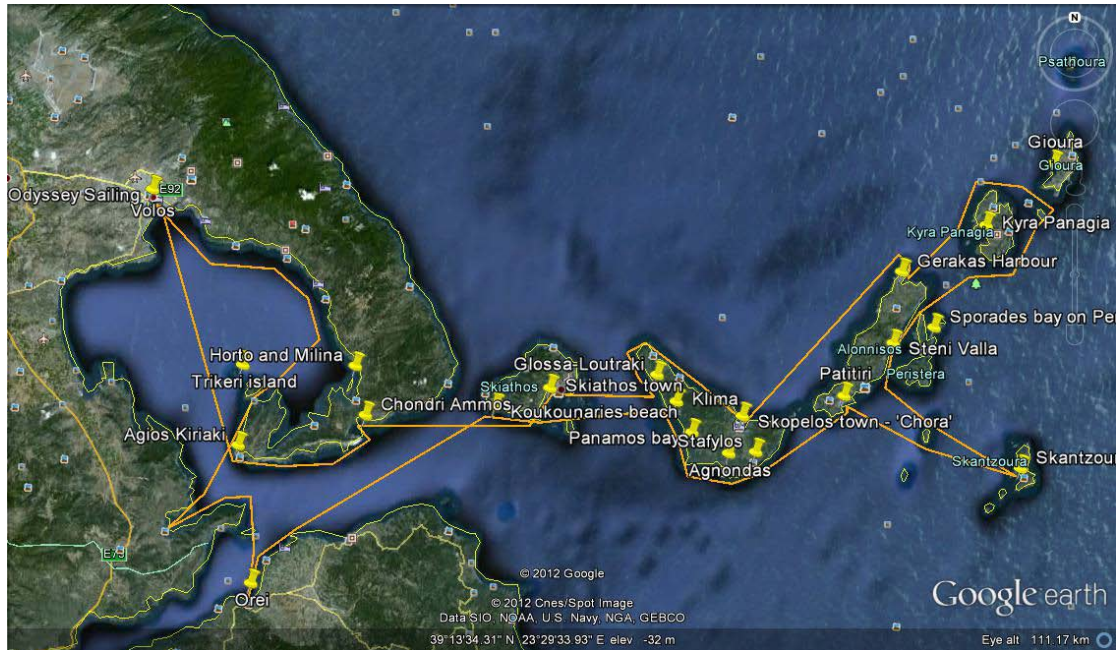 N
Psathoura
Gioura
Gioura
Odyssey Sailing
E92
Volos
Kyra Panagia
Kyra Panagia
Gerakas Harbour
Sporades bay on Per
Horto and Milina
Trikeri island
Glossa-Loutraki
Alonnisos
Steni Valla
Skiathos
Skiathos town
Patitiri
Peristera
Klima
Chondri Ammos
Koukounaries beach
Skopelos town - 'Chora'
Agios Kiriaki
Panamos bay
Stafylos
Agnondas
Skantzoura
Skantzour
E75
Orei
© 2012 Google
© 2012 Cnes/Spot Image
Data SIO, NOAA, U.S. Navy, NGA, GEBCO
Google earth
39°13'34.31" N 23°29'33.93" E elev -32 m
Eye alt 111.17 km